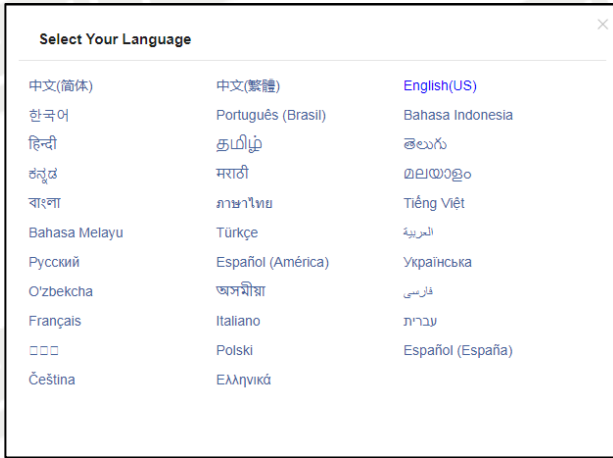 Select Your Language
中文(简体) 中文(繁體) English(US)
한국어 Português (Brasil) Bahasa Indonesia
हिन्दी தமிழ் తెలుగు
ಕನ್ನಡ मराठी മലയാളം
বাংলা ภาษาไทย Tiếng Việt
Bahasa Melayu Türkçe العربية
Русский Español (América) Українська
O'zbekcha অসমীয়া فارسی
Français Italiano עברית
□□□ Polski Español (España)
Čeština Ελληνικά